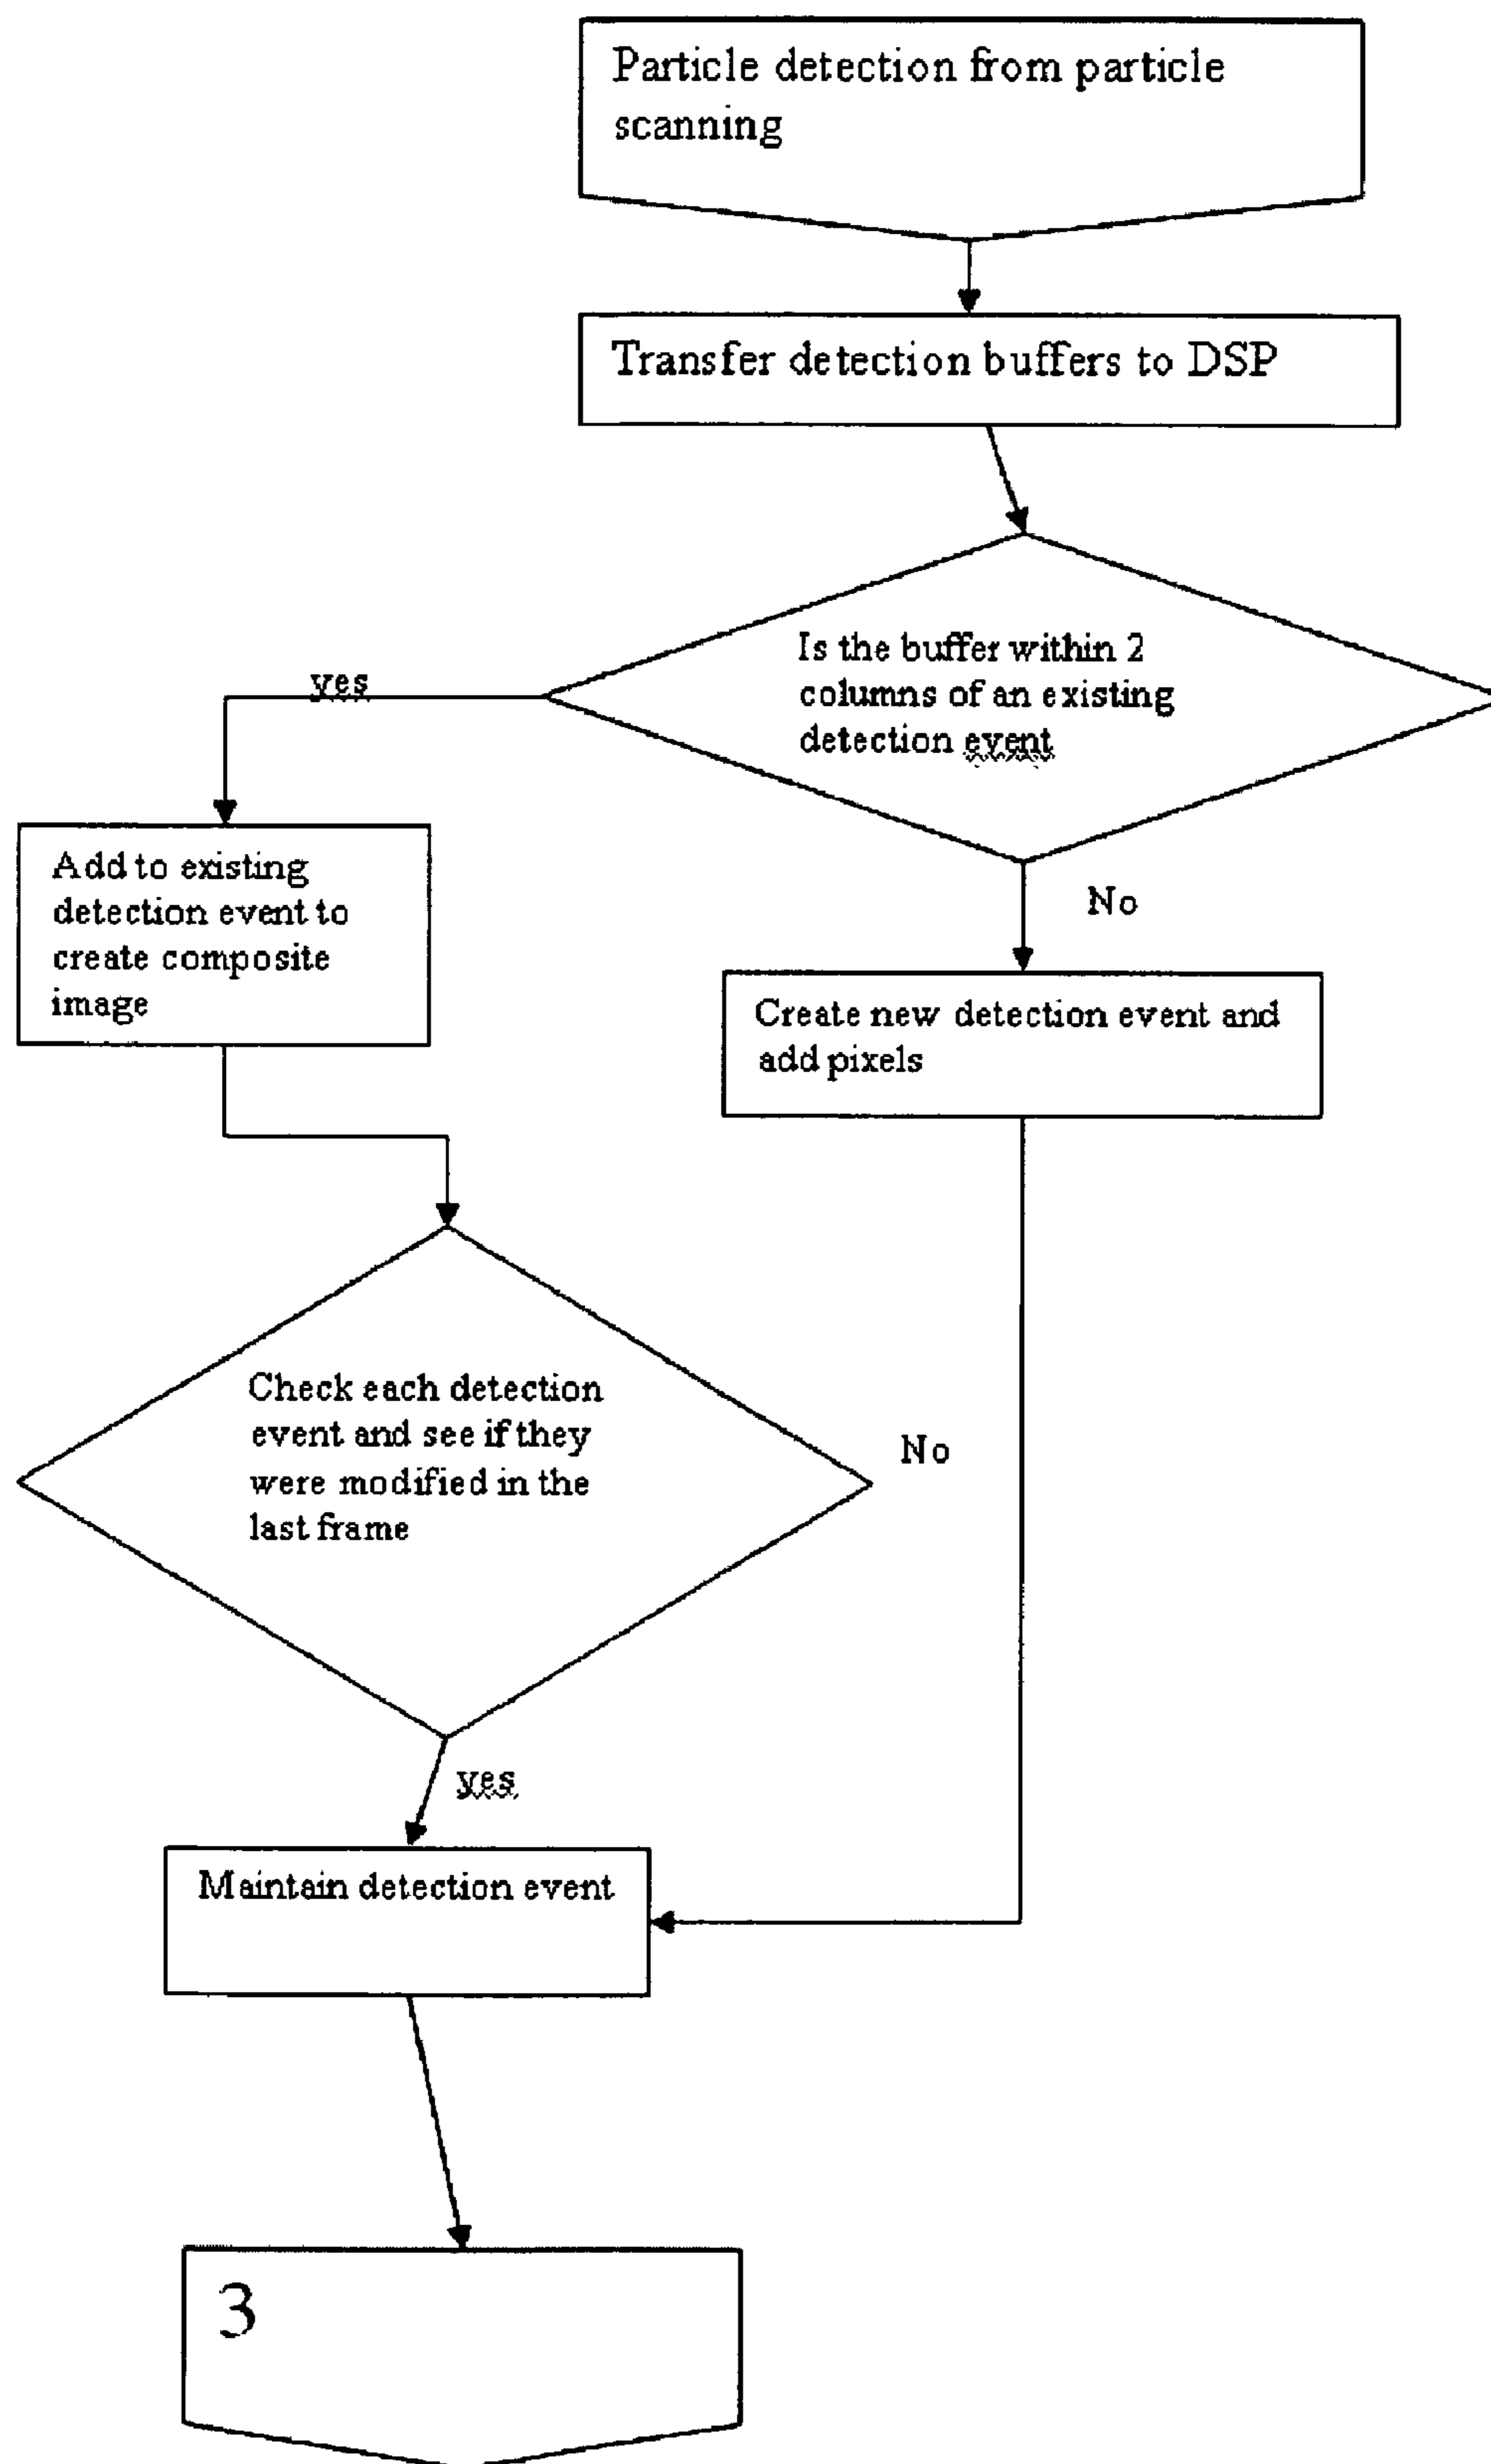 Particle detection from particle
scanning
Transfer detection buffers to DSP
Is the buffer within 2
columns of an existing
detection event
yes
Add to existing
detection event to
create composite
image
No
Create new detection event and
add pixels
Check each detection
event and see if they
were modified in the
last frame
No
yes
Maintain detection event
3